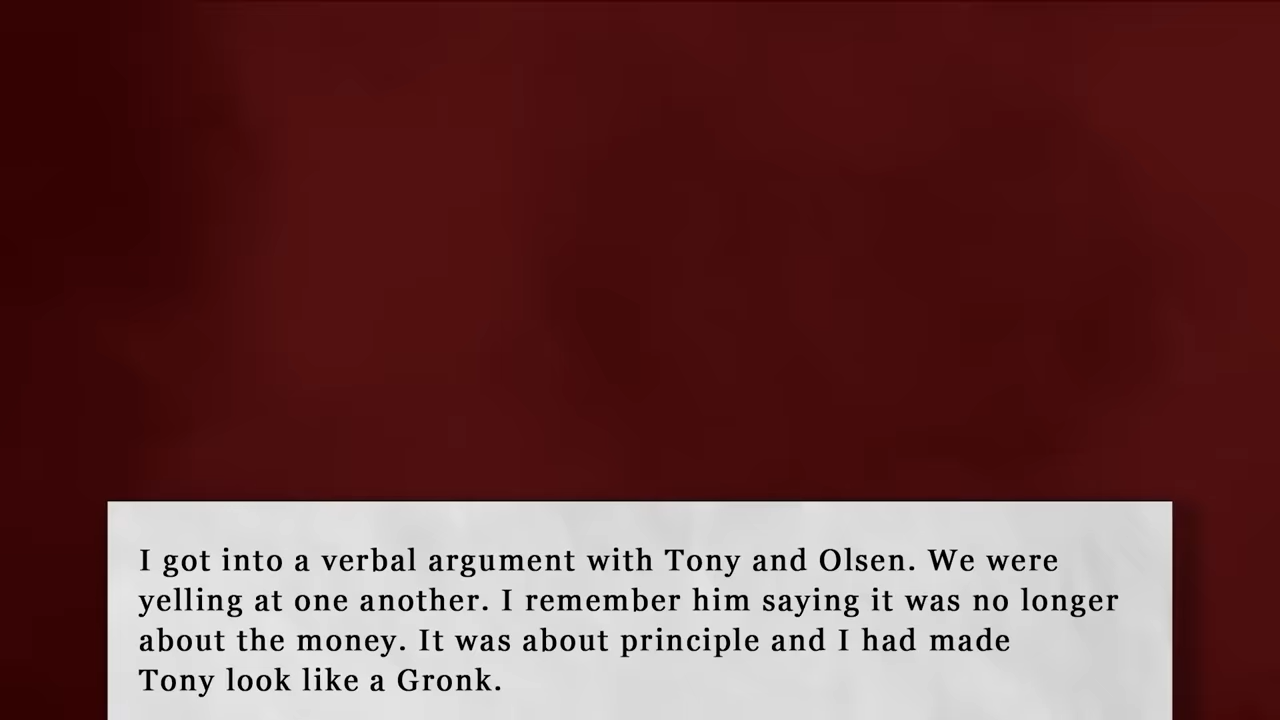 I got into a verbal argument with Tony and Olsen. We were
yelling at one another. I remember him saying it was no longer
about the money. It was about principle and I had made
Tony look like a Gronk.